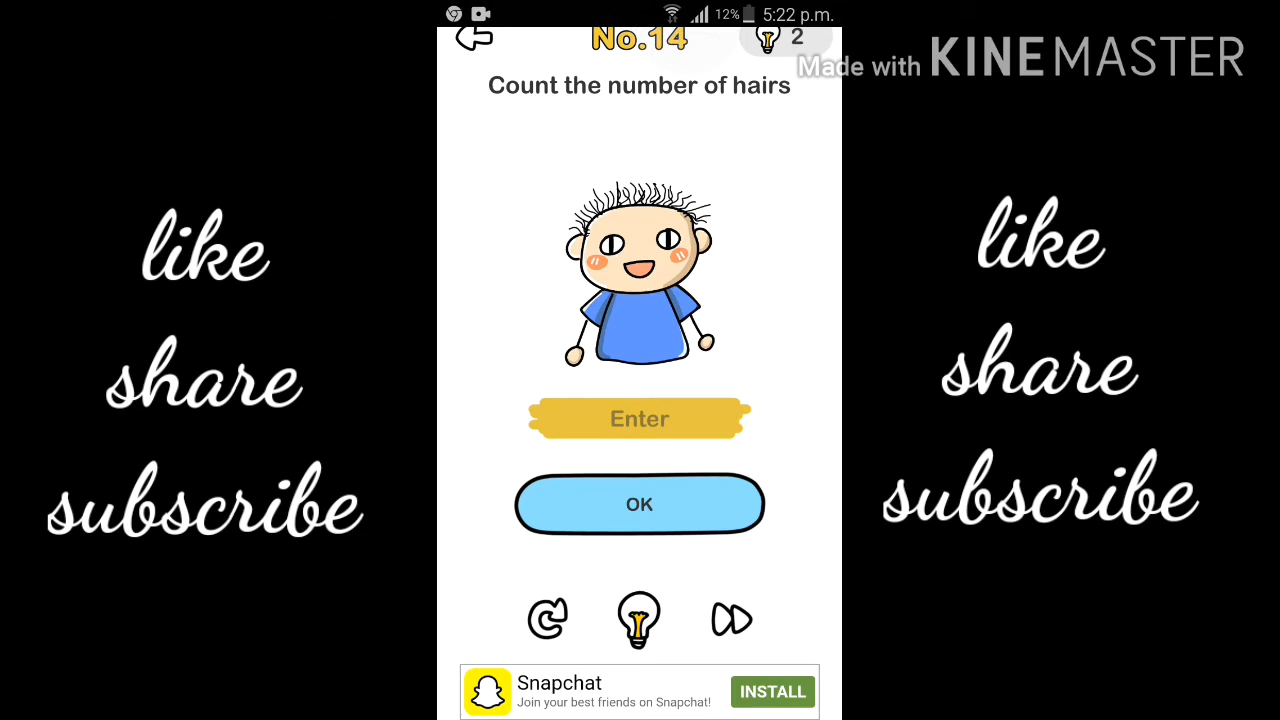 12% 5:22 p.m.
No.14
2
Made with KINEMASTER
Count the number of hairs
like
share
subscribe
like
share
subscribe
Enter
OK
Snapchat
Join your best friends on Snapchat!
INSTALL